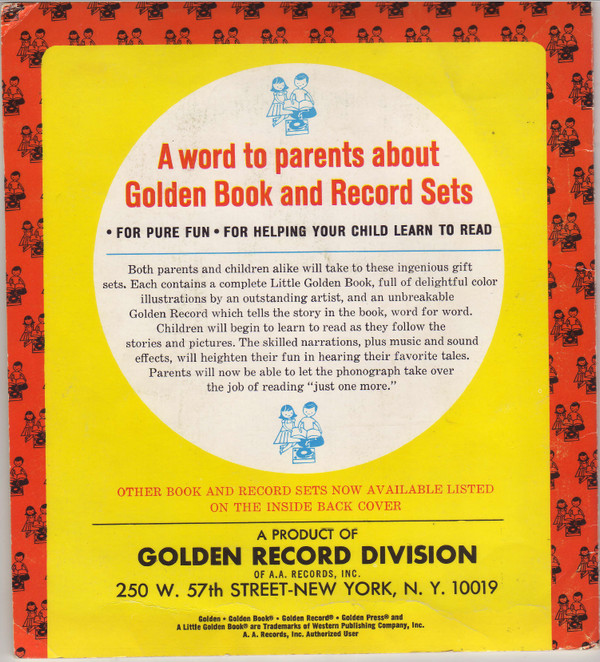 A word to parents about
Golden Book and Record Sets
• FOR PURE FUN • FOR HELPING YOUR CHILD LEARN TO READ
Both parents and children alike will take to these ingenious gift
sets. Each contains a complete Little Golden Book, full of delightful color
illustrations by an outstanding artist, and an unbreakable
Golden Record which tells the story in the book, word for word.
Children will begin to learn to read as they follow the
stories and pictures. The skilled narrations, plus music and sound
effects, will heighten their fun in hearing their favorite tales.
Parents will now be able to let the phonograph take over
the job of reading “just one more.”
OTHER BOOK AND RECORD SETS NOW AVAILABLE LISTED
ON THE INSIDE BACK COVER
A PRODUCT OF
GOLDEN RECORD DIVISION
OF A.A. RECORDS, INC.
250 W. 57th STREET-NEW YORK, N. Y. 10019
Golden • Golden Book® • Golden Record® • Golden Press® and
A Little Golden Book® are Trademarks of Western Publishing Company, Inc.
A. A. Records, Inc. Authorized User